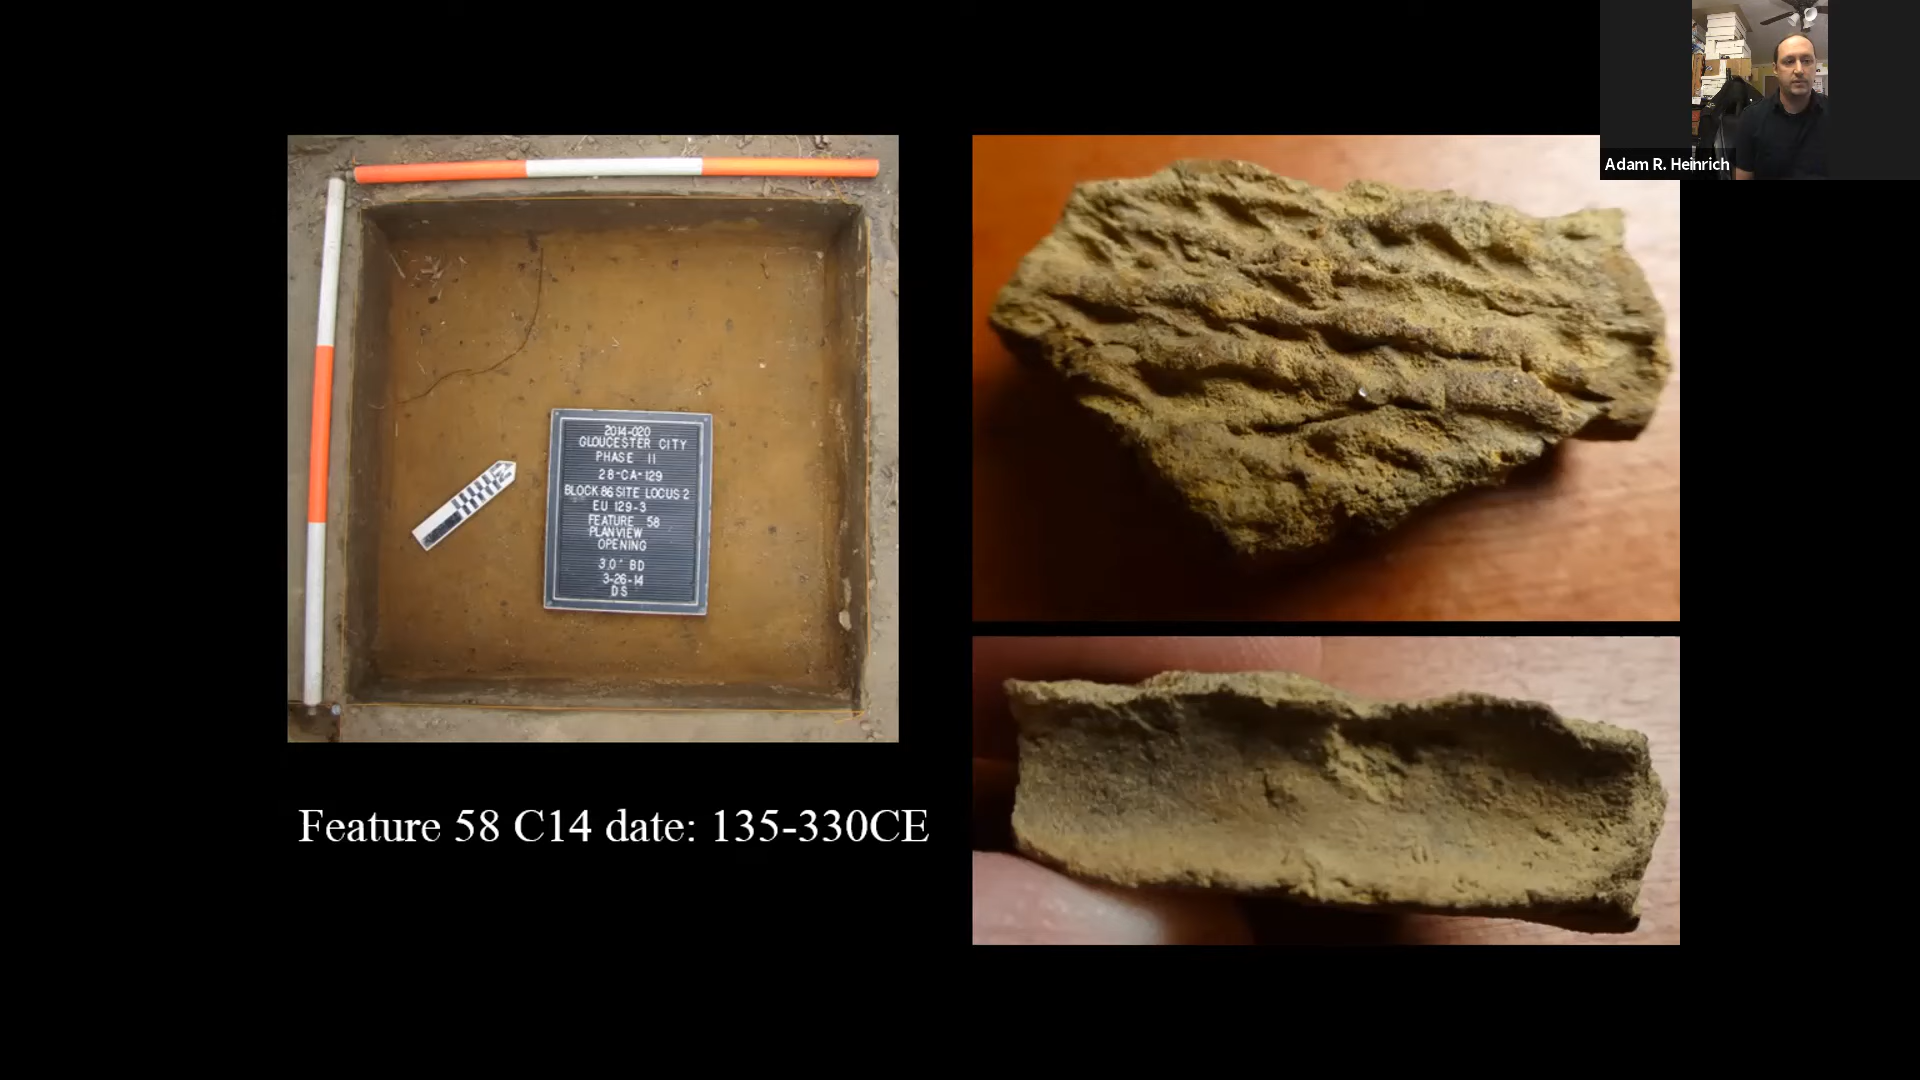 Adam R. Heinrich
2014-020
GLOUCESTER CITY
PHASE II
28-CA-129
BLOCK 86 SITE LOCUS 2
EU 129-3
FEATURE 58
PLANVIEW
OPENING
3.0' BD
3-26-14
DS
Feature 58 C14 date: 135-330CE